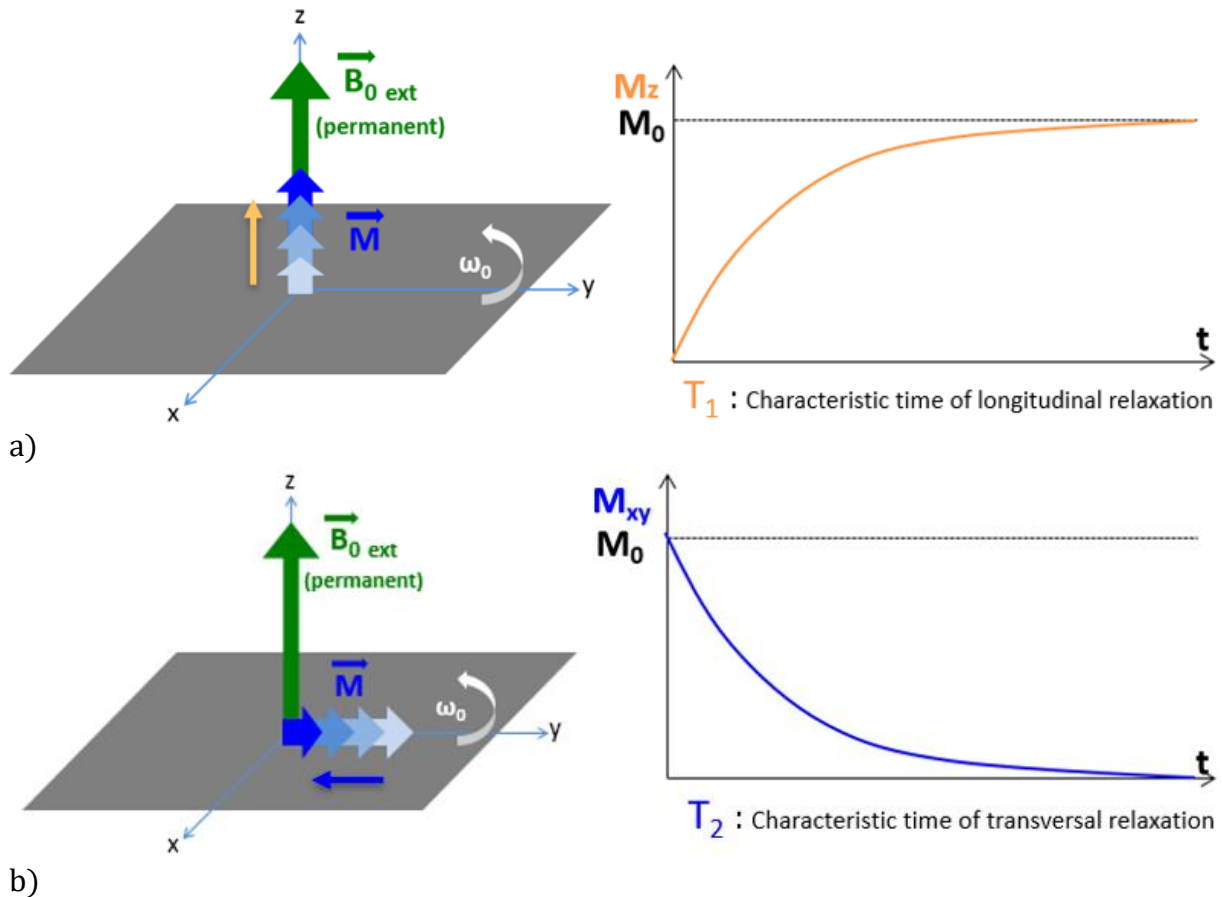 z
B₀ ext
(permanent)
M
ω₀
y
x
Mz
M₀
t
T₁ : Characteristic time of longitudinal relaxation
a)
z
B₀ ext
(permanent)
M
ω₀
y
x
Mxy
M₀
t
T₂ : Characteristic time of transversal relaxation
b)